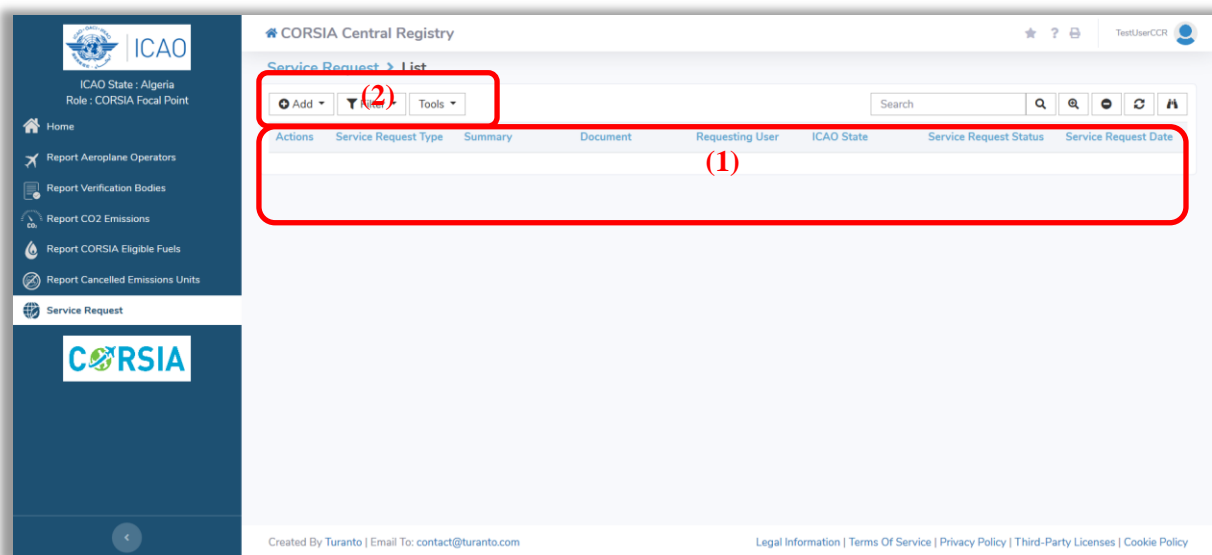 ICAO
ICAO State : Algeria
Role : CORSIA Focal Point
Home
Report Aeroplane Operators
Report Verification Bodies
Report CO2 Emissions
Report CORSIA Eligible Fuels
Report Cancelled Emissions Units
Service Request
CORSIA
CORSIA Central Registry
? TestUserCCR
Service Request > List
Add Filter Tools (2) Search
Actions Service Request Type Summary Document Requesting User ICAO State Service Request Status Service Request Date
(1)
Created By Turanto | Email To: contact@turanto.com Legal Information | Terms Of Service | Privacy Policy | Third-Party Licenses | Cookie Policy